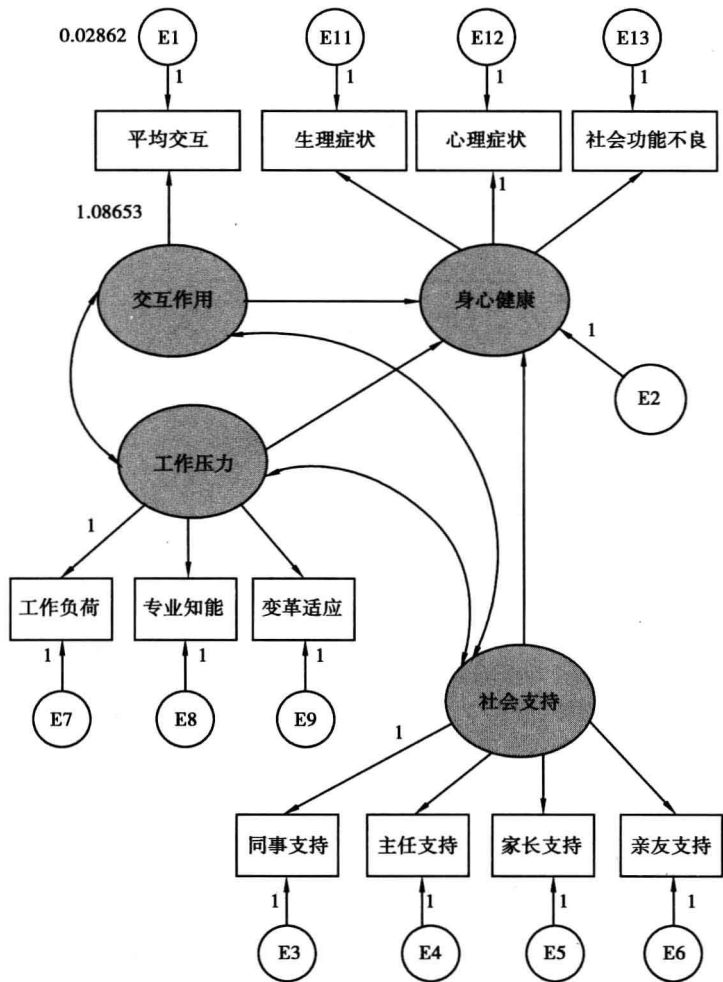 0.02862 E1 E11 E12 E13
1 1 1 1
平均交互 生理症状 心理症状 社会功能不良
1
1.08653
交互作用 身心健康
1
E2
工作压力
1
工作负荷 专业知能 变革适应
1 1 1
E7 E8 E9
社会支持
1
同事支持 主任支持 家长支持 亲友支持
1 1 1 1
E3 E4 E5 E6